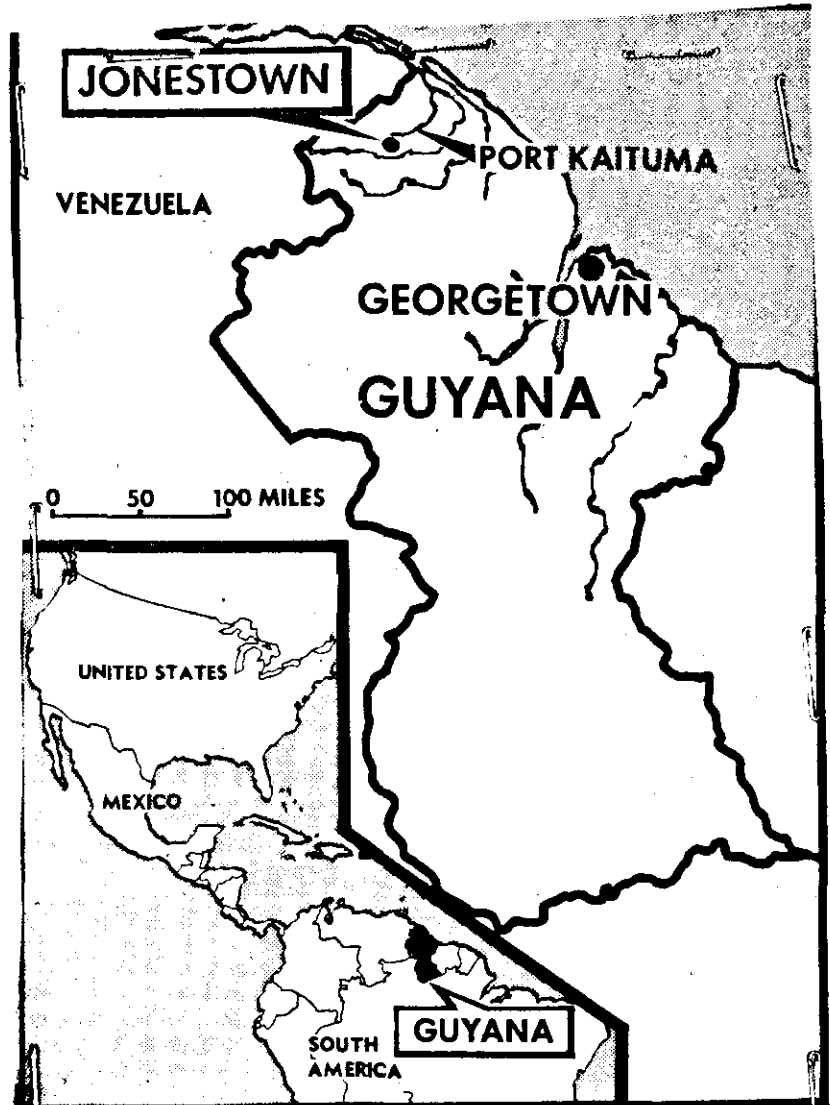 JONESTOWN
PORT KAITUMA
VENEZUELA
GEORGETOWN
GUYANA
0 50 100 MILES
UNITED STATES
MEXICO
GUYANA
SOUTH
AMERICA